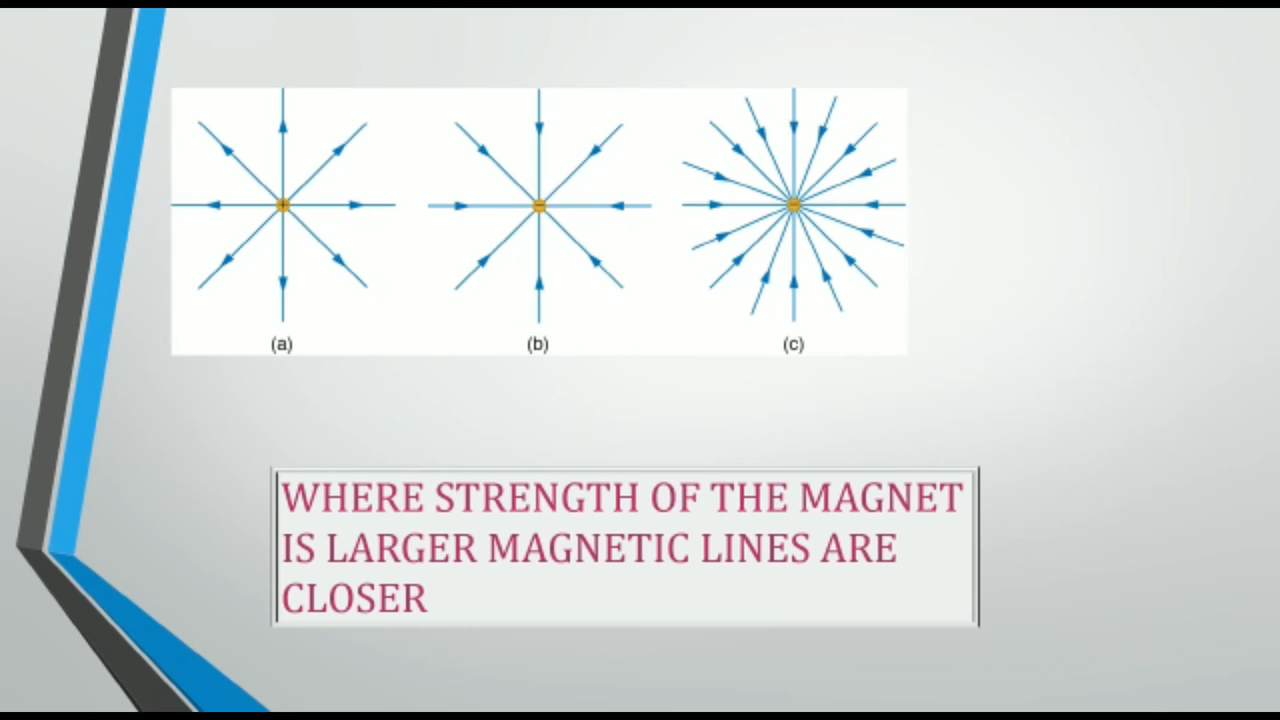 (a) (b) (c)
WHERE STRENGTH OF THE MAGNET
IS LARGER MAGNETIC LINES ARE
CLOSER